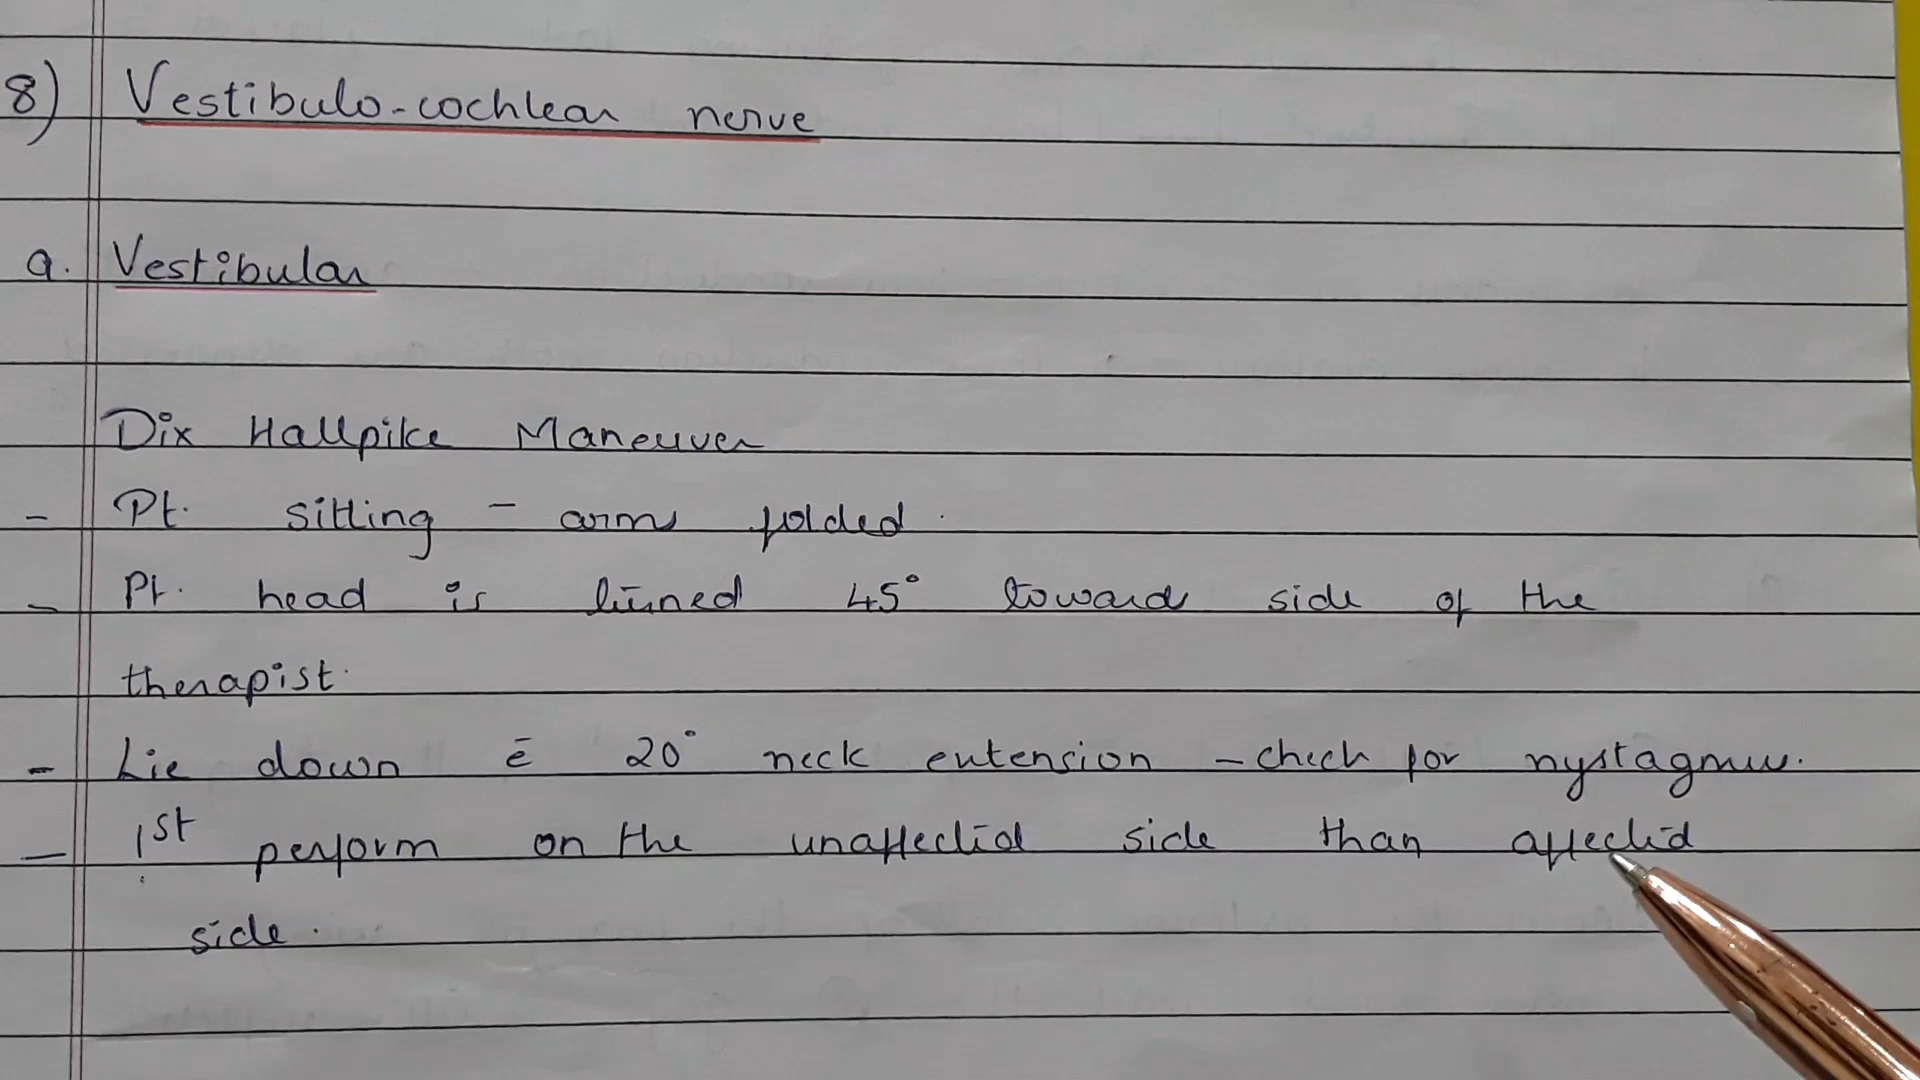 8) Vestibulo-cochlear nerve
a. Vestibular
Dix Hallpike Maneuver
- Pt. sitting - arms folded.
- Pt. head is turned 45° toward side of the
therapist.
- Lie down ē 20° neck extension - check for nystagmus.
- 1st perform on the unaffected side than affected
side.